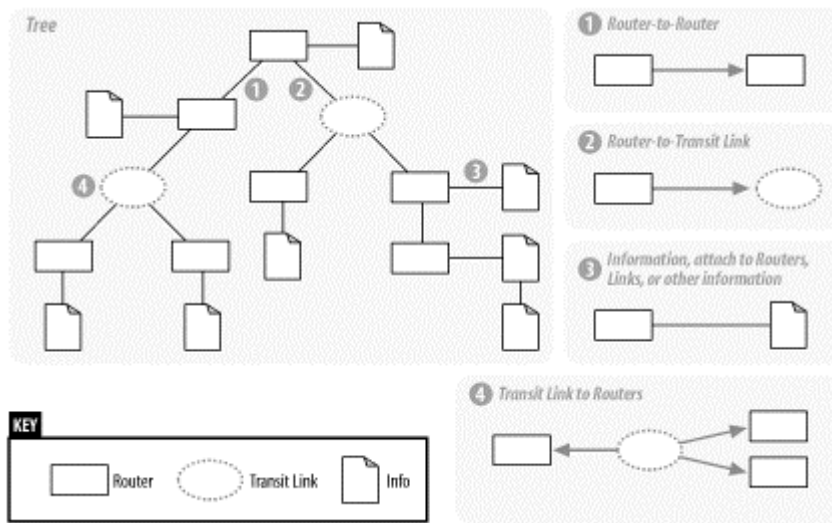 Tree
1
2
3
4
1 Router-to-Router
2 Router-to-Transit Link
3 Information, attach to Routers,
Links, or other information
4 Transit Link to Routers
KEY
Router
Transit Link
Info